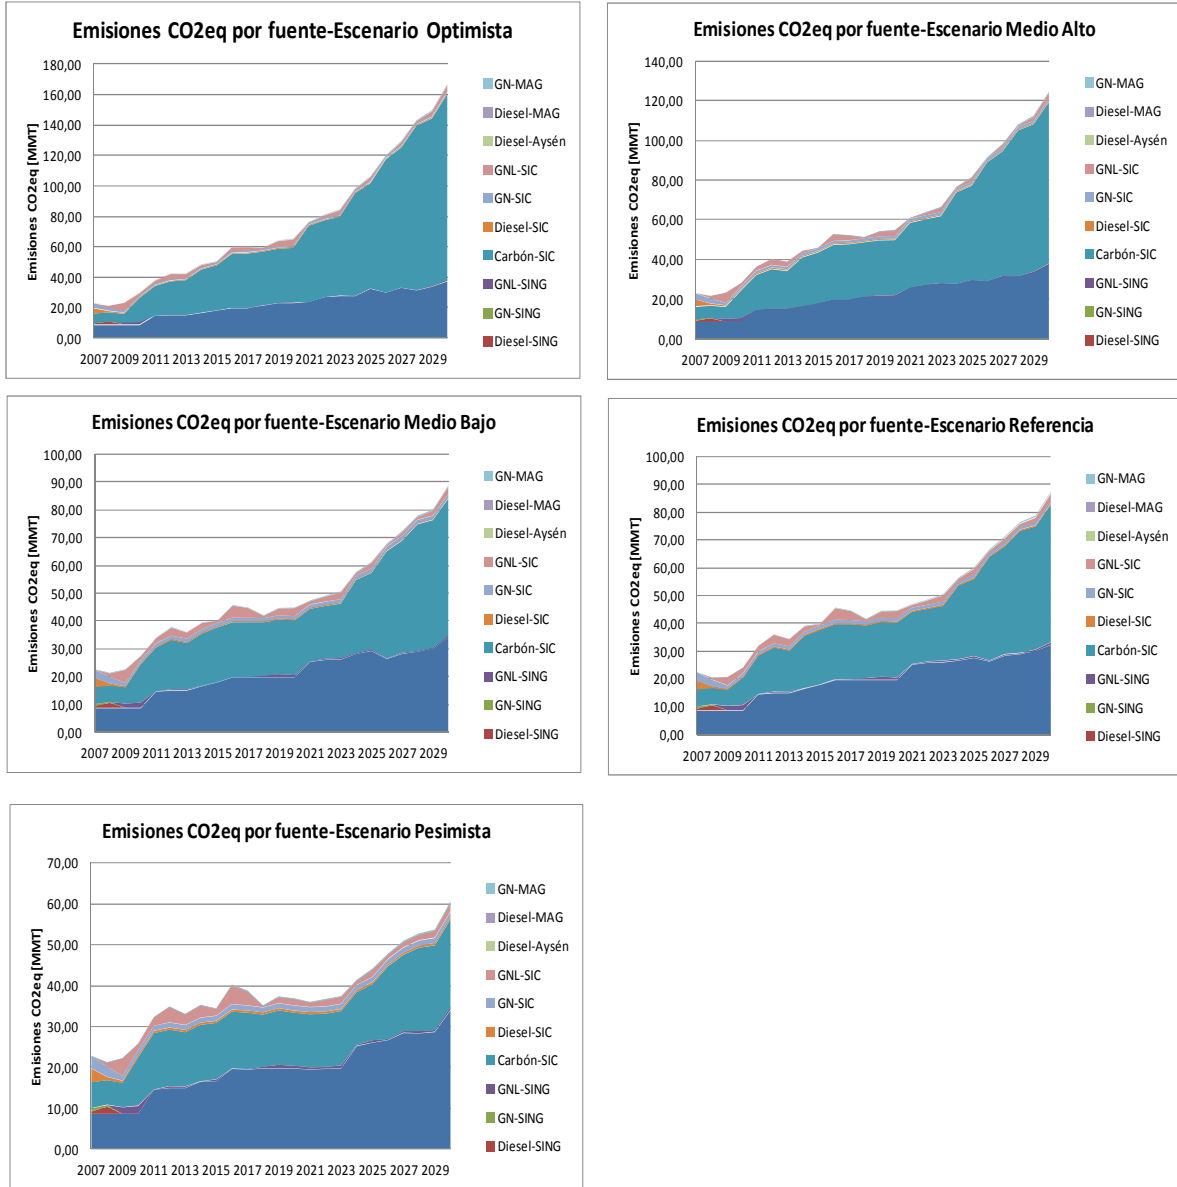 Emisiones CO2eq por fuente-Escenario Optimista
Emisiones CO2eq [MMT]
180,00
160,00
140,00
120,00
100,00
80,00
60,00
40,00
20,00
0,00
2007 2009 2011 2013 2015 2017 2019 2021 2023 2025 2027 2029
GN-MAG
Diesel-MAG
Diesel-Aysén
GNL-SIC
GN-SIC
Diesel-SIC
Carbón-SIC
GNL-SING
GN-SING
Diesel-SING
Emisiones CO2eq por fuente-Escenario Medio Alto
Emisiones CO2eq [MMT]
140,00
120,00
100,00
80,00
60,00
40,00
20,00
0,00
2007 2009 2011 2013 2015 2017 2019 2021 2023 2025 2027 2029
GN-MAG
Diesel-MAG
Diesel-Aysén
GNL-SIC
GN-SIC
Diesel-SIC
Carbón-SIC
GNL-SING
GN-SING
Diesel-SING
Emisiones CO2eq por fuente-Escenario Medio Bajo
Emisiones CO2eq [MMT]
100,00
90,00
80,00
70,00
60,00
50,00
40,00
30,00
20,00
10,00
0,00
2007 2009 2011 2013 2015 2017 2019 2021 2023 2025 2027 2029
GN-MAG
Diesel-MAG
Diesel-Aysén
GNL-SIC
GN-SIC
Diesel-SIC
Carbón-SIC
GNL-SING
GN-SING
Diesel-SING
Emisiones CO2eq por fuente-Escenario Referencia
Emisiones CO2eq [MMT]
100,00
90,00
80,00
70,00
60,00
50,00
40,00
30,00
20,00
10,00
0,00
2007 2009 2011 2013 2015 2017 2019 2021 2023 2025 2027 2029
GN-MAG
Diesel-MAG
Diesel-Aysén
GNL-SIC
GN-SIC
Diesel-SIC
Carbón-SIC
GNL-SING
GN-SING
Diesel-SING
Emisiones CO2eq por fuente-Escenario Pesimista
Emisiones CO2eq [MMT]
70,00
60,00
50,00
40,00
30,00
20,00
10,00
0,00
2007 2009 2011 2013 2015 2017 2019 2021 2023 2025 2027 2029
GN-MAG
Diesel-MAG
Diesel-Aysén
GNL-SIC
GN-SIC
Diesel-SIC
Carbón-SIC
GNL-SING
GN-SING
Diesel-SING